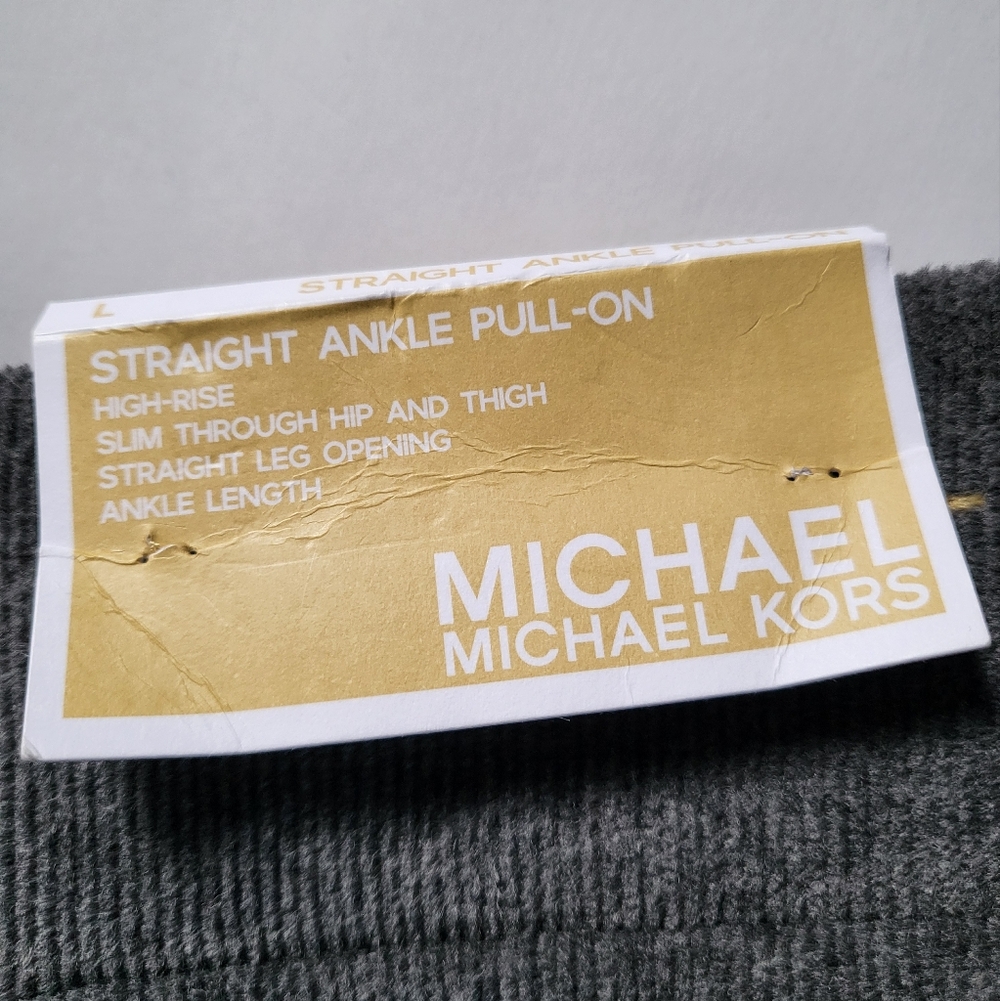 L STRAIGHT ANKLE PULL-ON
STRAIGHT ANKLE PULL-ON
HIGH-RISE
SLIM THROUGH HIP AND THIGH
STRAIGHT LEG OPENING
ANKLE LENGTH
MICHAEL
MICHAEL KORS